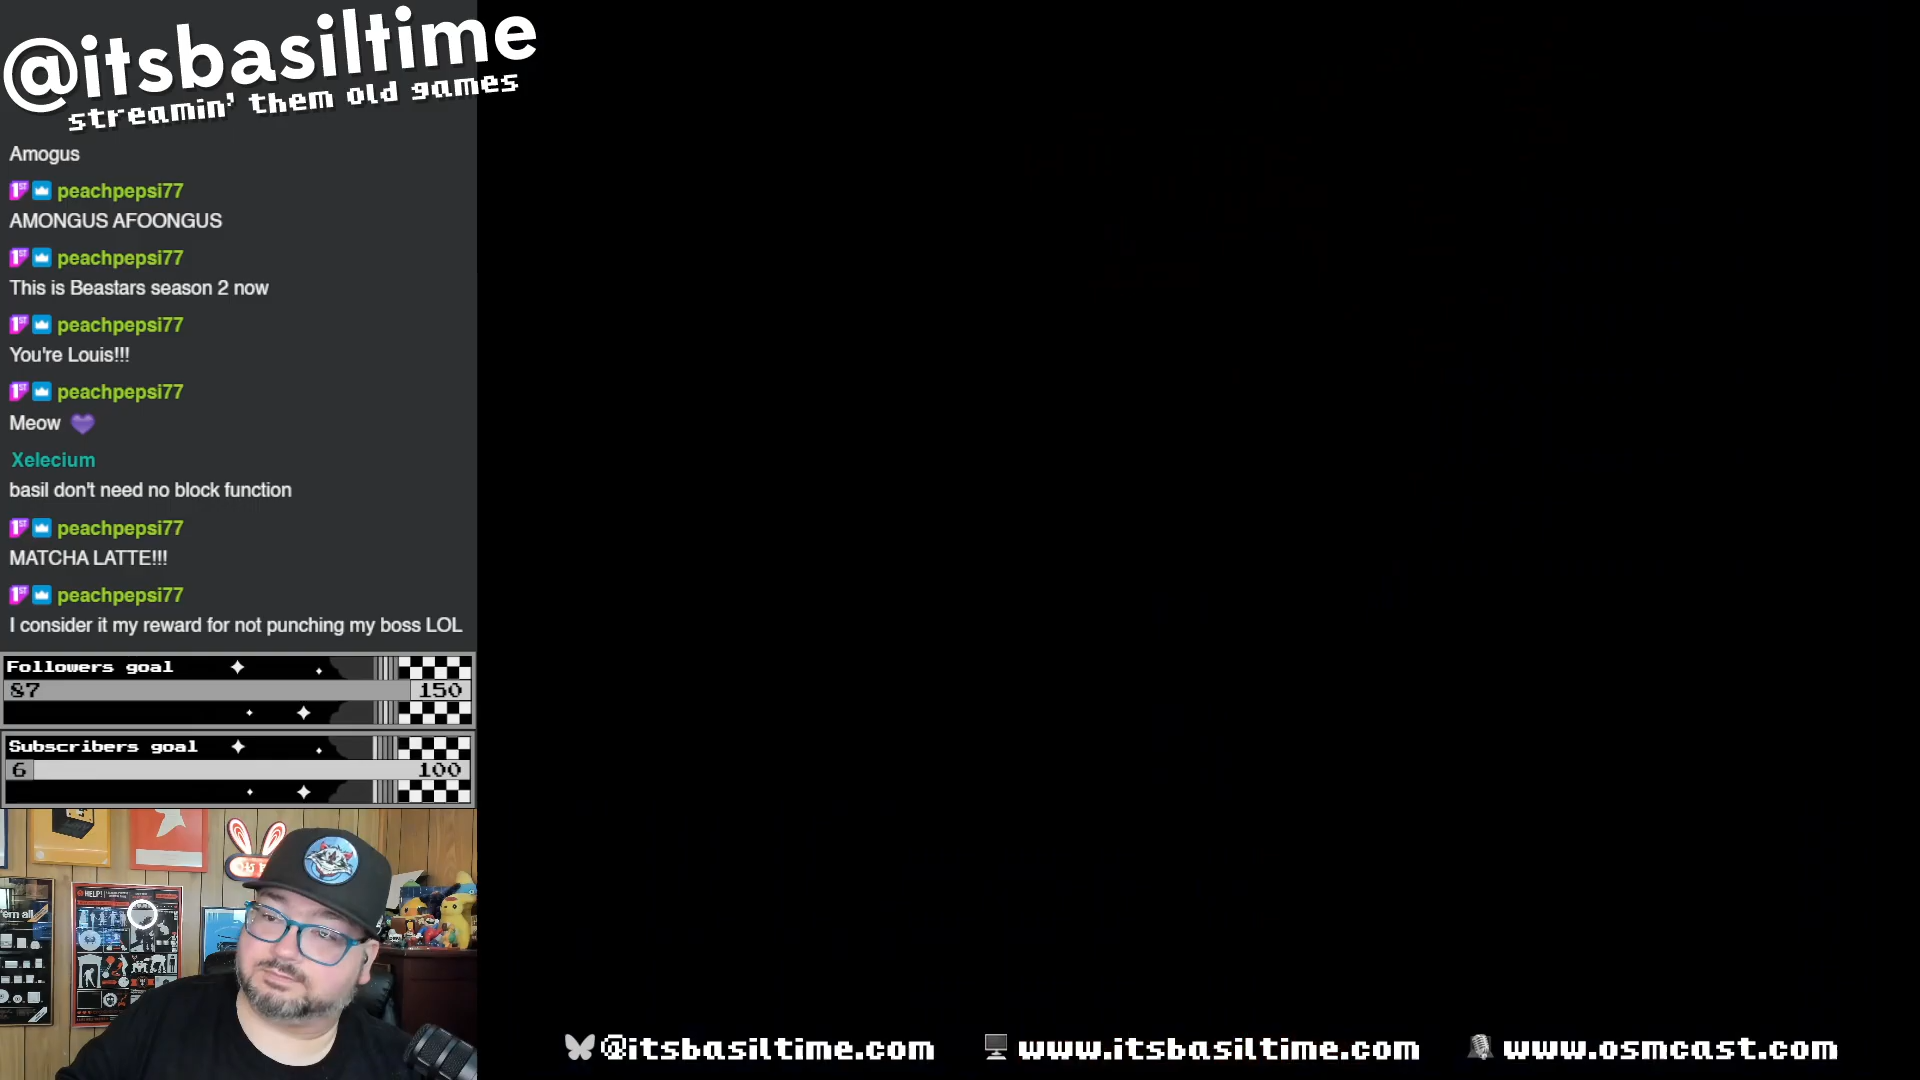 @itsbasiltime
streamin' them old games
Amogus
peachpepsi77
AMONGUS AFOONGUS
peachpepsi77
This is Beastars season 2 now
peachpepsi77
You're Louis!!!
peachpepsi77
Meow
Xelecium
basil don't need no block function
peachpepsi77
MATCHA LATTE!!!
peachpepsi77
I consider it my reward for not punching my boss LOL
Followers goal
87 150
Subscribers goal
6 100
HELP!
'em all
@itsbasiltime.com www.itsbasiltime.com www.osmcast.com